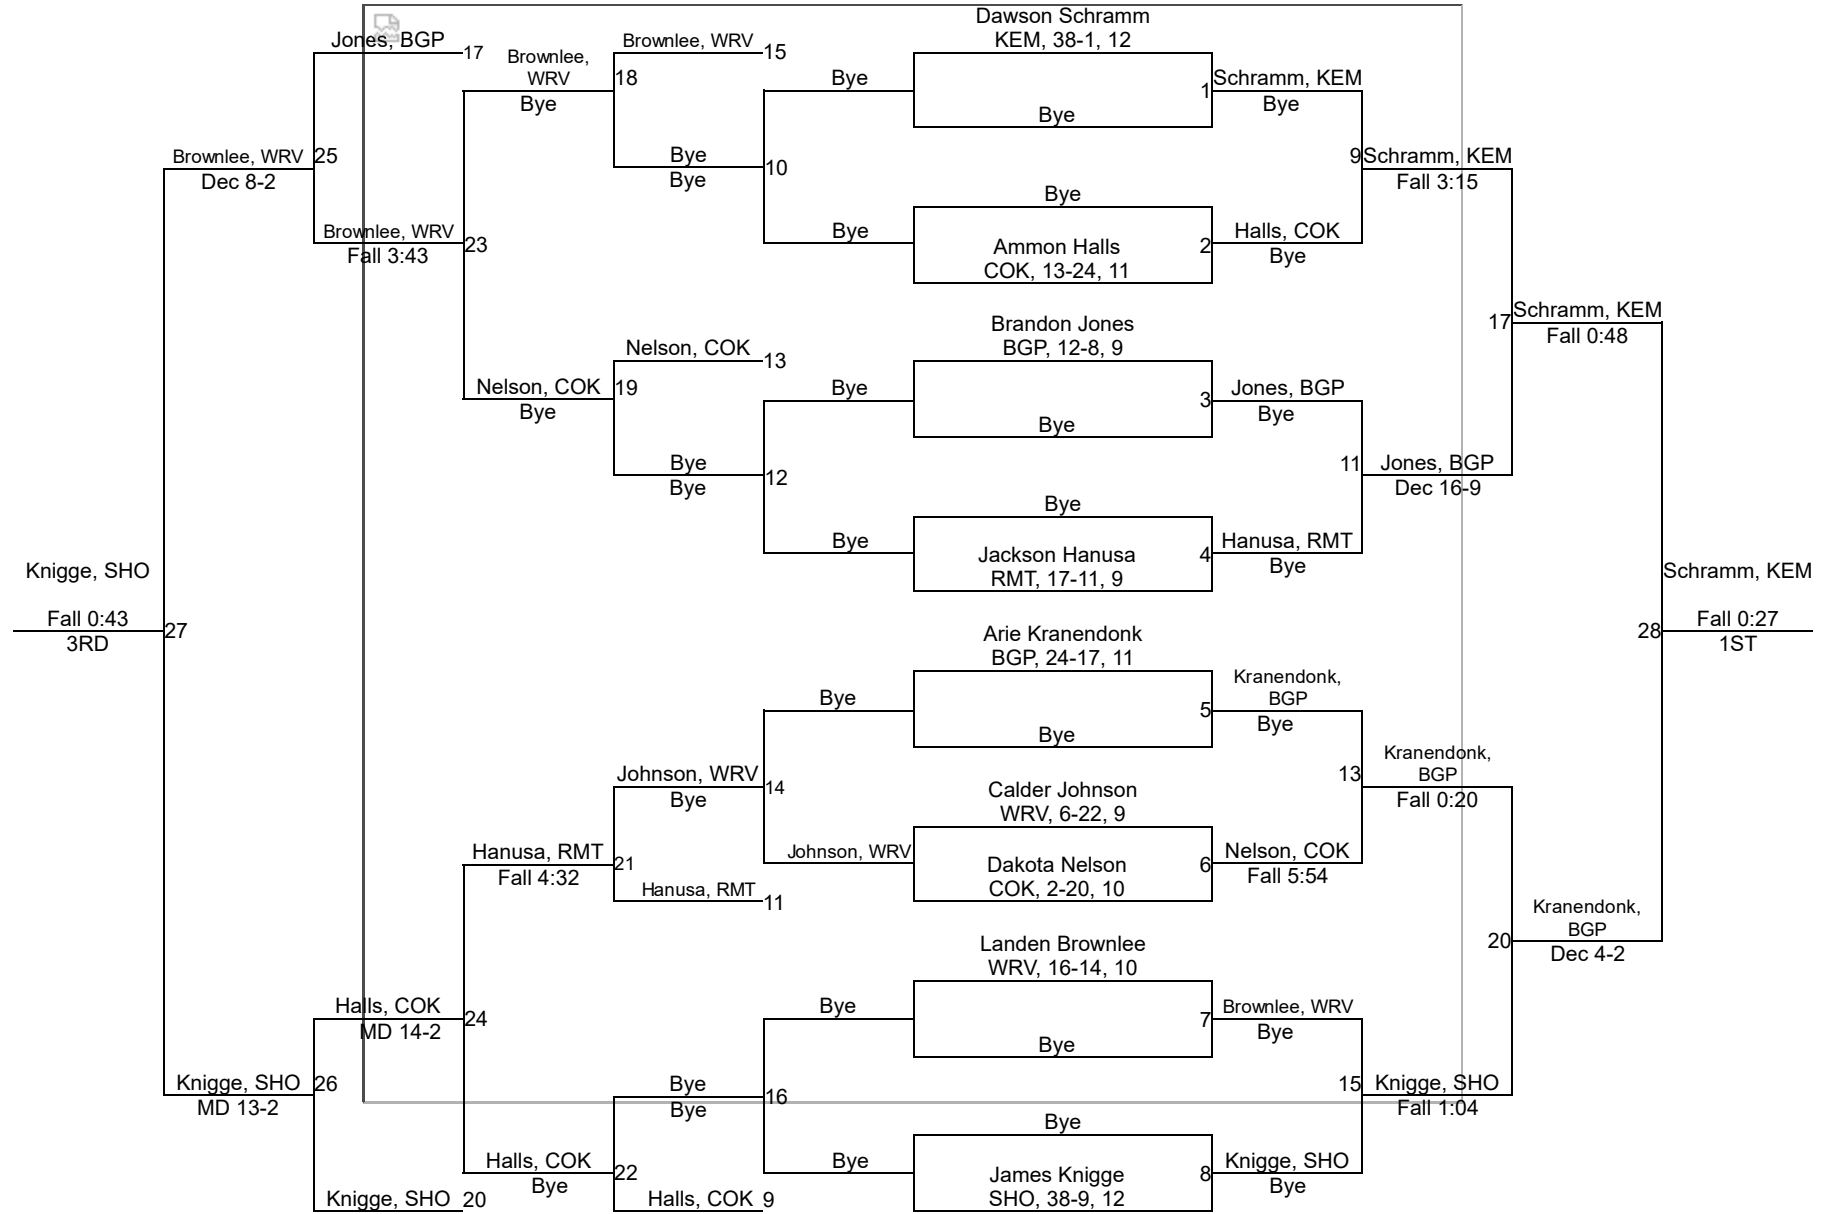 Dawson Schramm
KEM, 38-1, 12
Jones, BGP
17
Brownlee, WRV
15
Brownlee,
WRV
18
Bye
Bye
1
Schramm, KEM
Bye
Bye
Bye
Brownlee, WRV
25
Dec 8-2
Bye
10
Bye
9
Schramm, KEM
Fall 3:15
Bye
Brownlee, WRV
23
Fall 3:43
Bye
Ammon Halls
COK, 13-24, 11
2
Halls, COK
Bye
Schramm, KEM
17
Fall 0:48
Brandon Jones
BGP, 12-8, 9
Nelson, COK
13
Nelson, COK
19
Bye
Bye
3
Jones, BGP
Bye
Bye
Bye
12
Bye
11
Jones, BGP
Dec 16-9
Bye
Bye
Jackson Hanusa
RMT, 17-11, 9
4
Hanusa, RMT
Bye
Knigge, SHO
Fall 0:43
27
3RD
Schramm, KEM
Fall 0:27
28
1ST
Arie Kranendonk
BGP, 24-17, 11
Bye
5
Kranendonk,
BGP
Bye
Bye
Johnson, WRV
14
Bye
13
Kranendonk,
BGP
Fall 0:20
Calder Johnson
WRV, 6-22, 9
Hanusa, RMT
21
Fall 4:32
Johnson, WRV
Dakota Nelson
COK, 2-20, 10
6
Nelson, COK
Fall 5:54
Hanusa, RMT
11
20
Kranendonk,
BGP
Dec 4-2
Landen Brownlee
WRV, 16-14, 10
Halls, COK
24
MD 14-2
Bye
7
Brownlee, WRV
Bye
Bye
Knigge, SHO
26
MD 13-2
Bye
16
Bye
15
Knigge, SHO
Fall 1:04
Bye
Halls, COK
22
Bye
Bye
James Knigge
SHO, 38-9, 12
8
Knigge, SHO
Bye
Knigge, SHO
20
Halls, COK
9